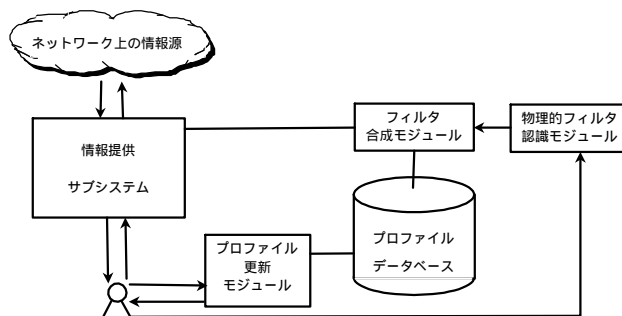 ネットワーク上の情報源
フィルタ
合成モジュール
物理的フィルタ
認識モジュール
情報提供
サブシステム
プロファイル
更新
モジュール
プロファイル
データベース